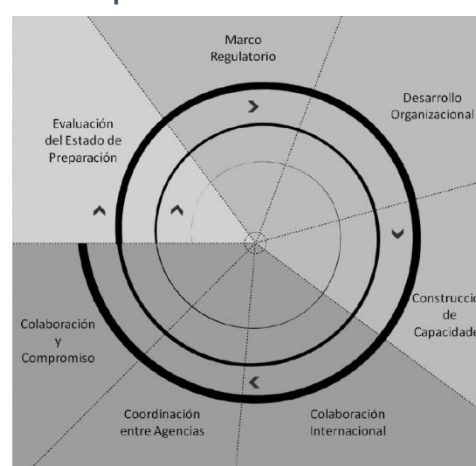 Marco
Regulatorio
Desarrollo
Organizacional
Evaluación
del Estado de
Preparación
de
Colaboración
y
Compromiso
Coordinación
entre Agencias
Colaboración
Internacional